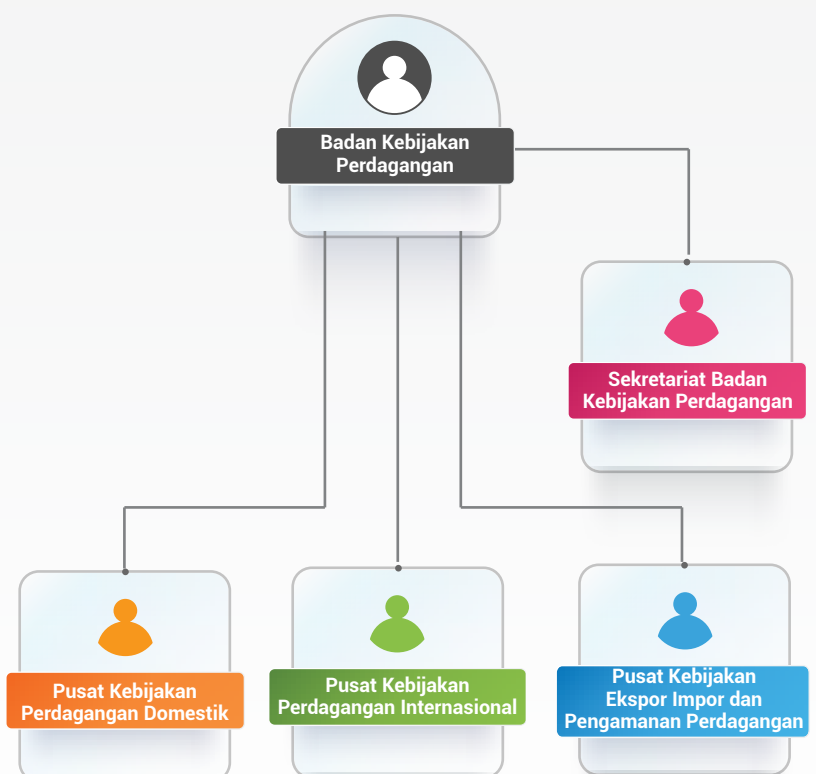 Badan Kebijakan
Perdagangan
Sekretariat Badan
Kebijakan Perdagangan
Pusat Kebijakan
Perdagangan Domestik
Pusat Kebijakan
Perdagangan Internasional
Pusat Kebijakan
Ekspor Impor dan
Pengamanan Perdagangan